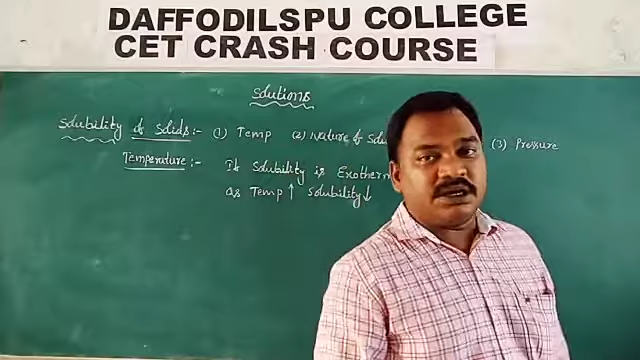 DAFFODILSPU COLLEGE
CET CRASH COURSE
Solutions
Solubility of Solids :- (1) Temp (2) Nature of (3) Pressure
Temperature :- If Solubility is
as Temp ↑ Solubility ↓